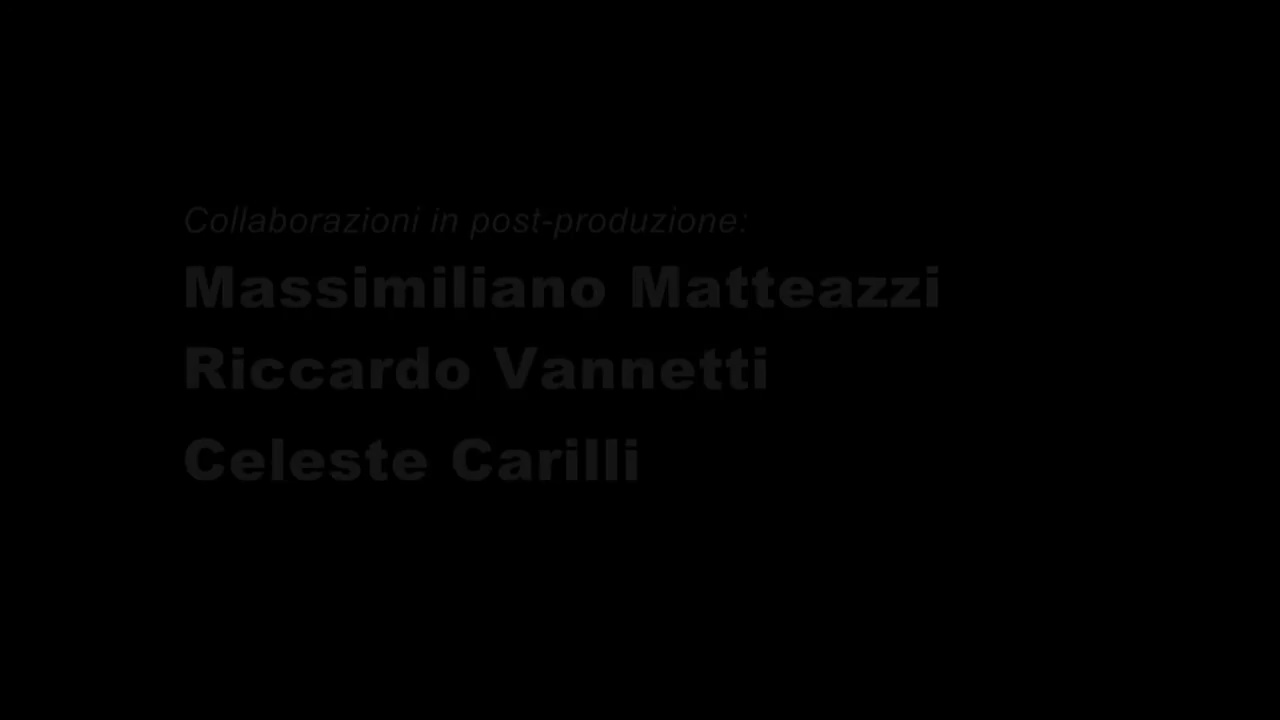 Collaborazioni in post-produzione:
Massimiliano Matteazzi
Riccardo Vannetti
Celeste Carilli